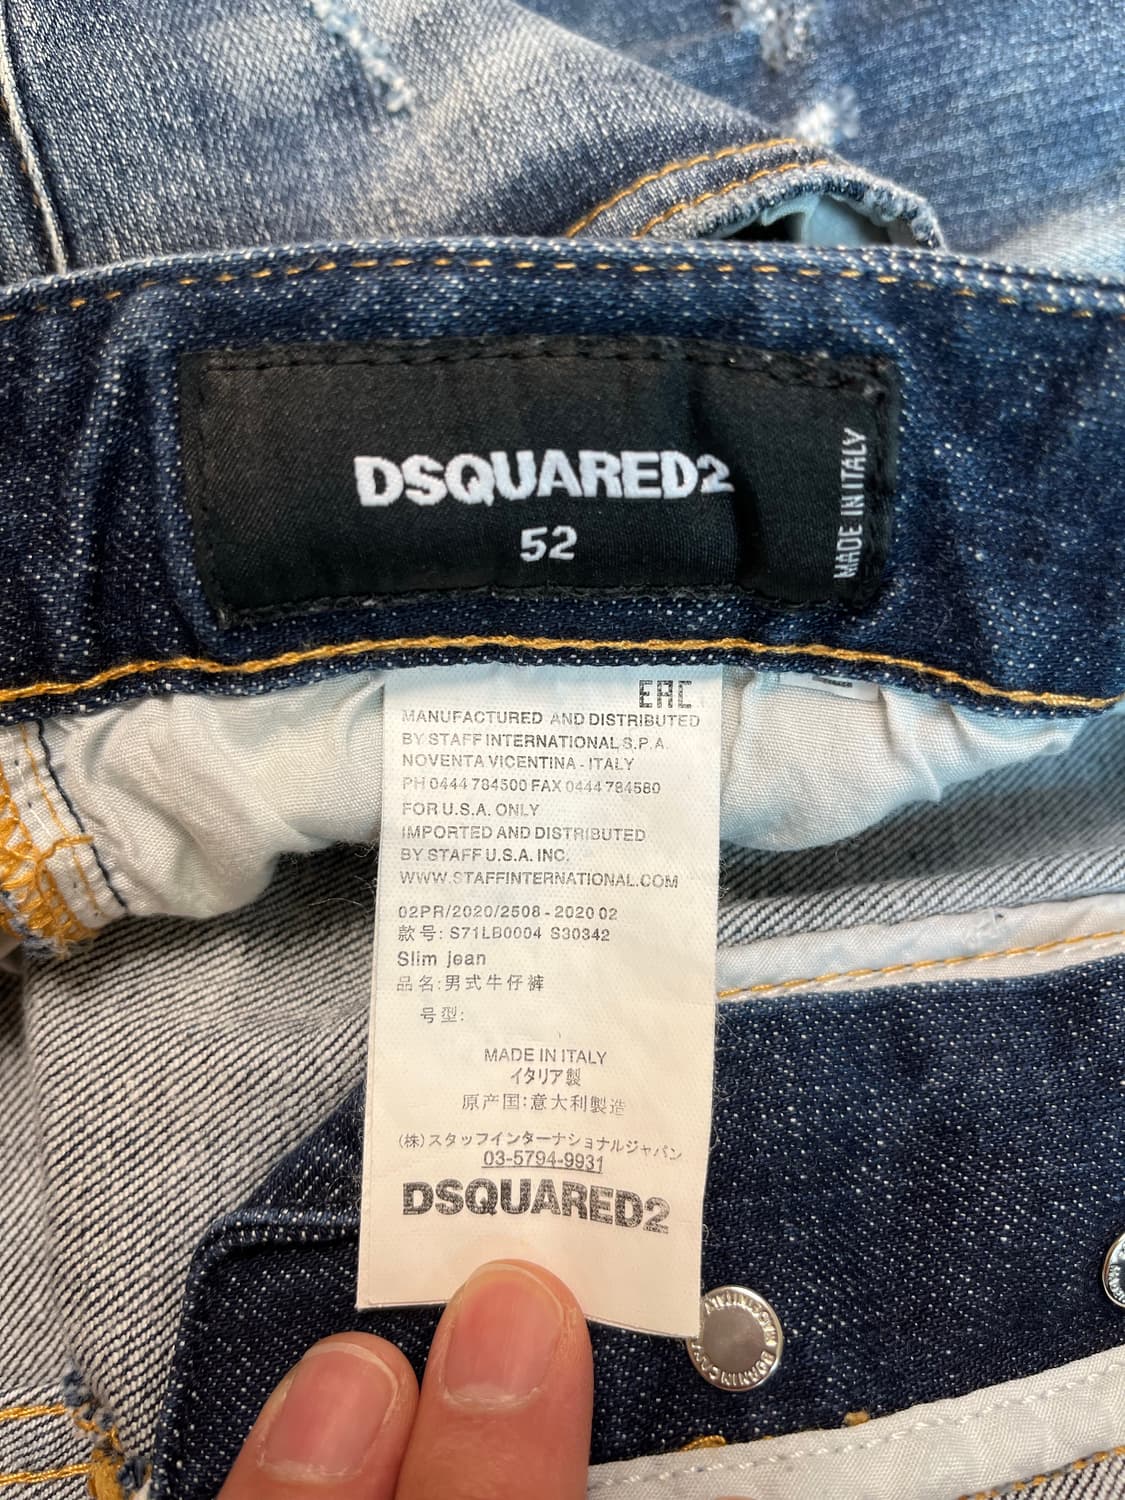 DSQUARED2
52
MADE IN ITALY
EAC
MANUFACTURED AND DISTRIBUTED
BY STAFF INTERNATIONAL S.P.A.
NOVENTA VICENTINA - ITALY
PH 0444 784500 FAX 0444 784580
FOR U.S.A. ONLY
IMPORTED AND DISTRIBUTED
BY STAFF U.S.A. INC.
WWW.STAFFINTERNATIONAL.COM
02PR/2020/2508 - 2020 02
款号: S71LB0004 S30342
Slim jean
品名:男式牛仔裤
号型:
MADE IN ITALY
イタリア製
原产国:意大利製造
(株)スタッフインターナショナルジャパン
03-5794-9931
DSQUARED2